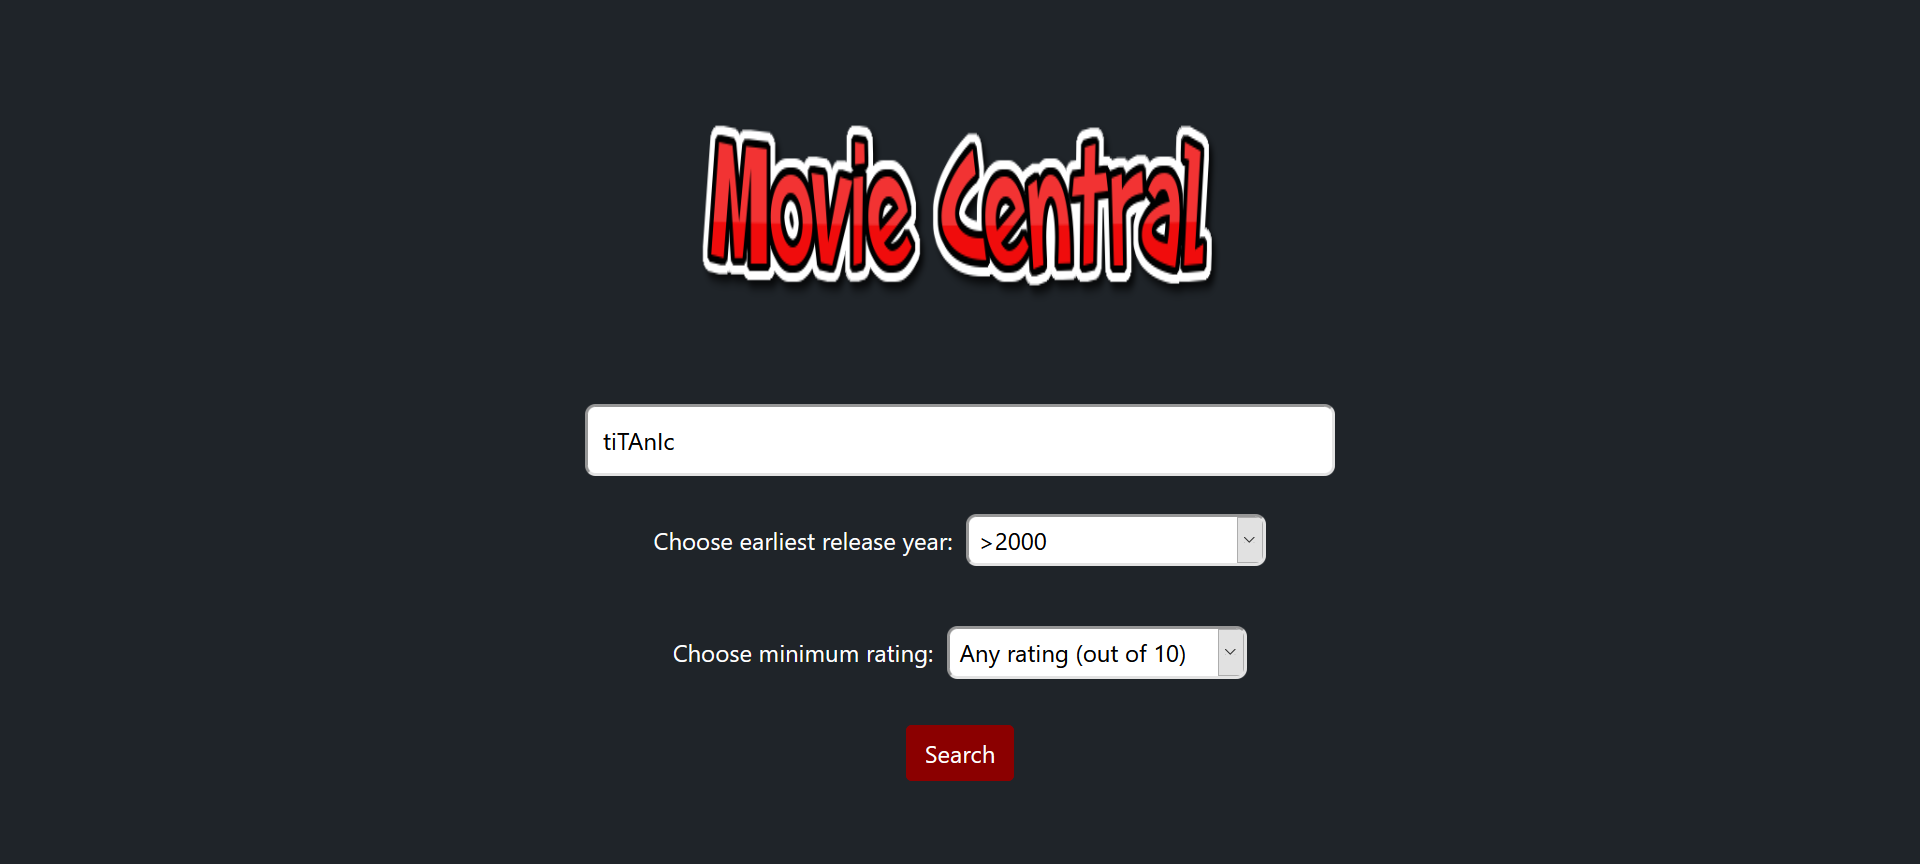 Movie Central
tiTAnIc
Choose earliest release year: >2000
Choose minimum rating: Any rating (out of 10)
Search